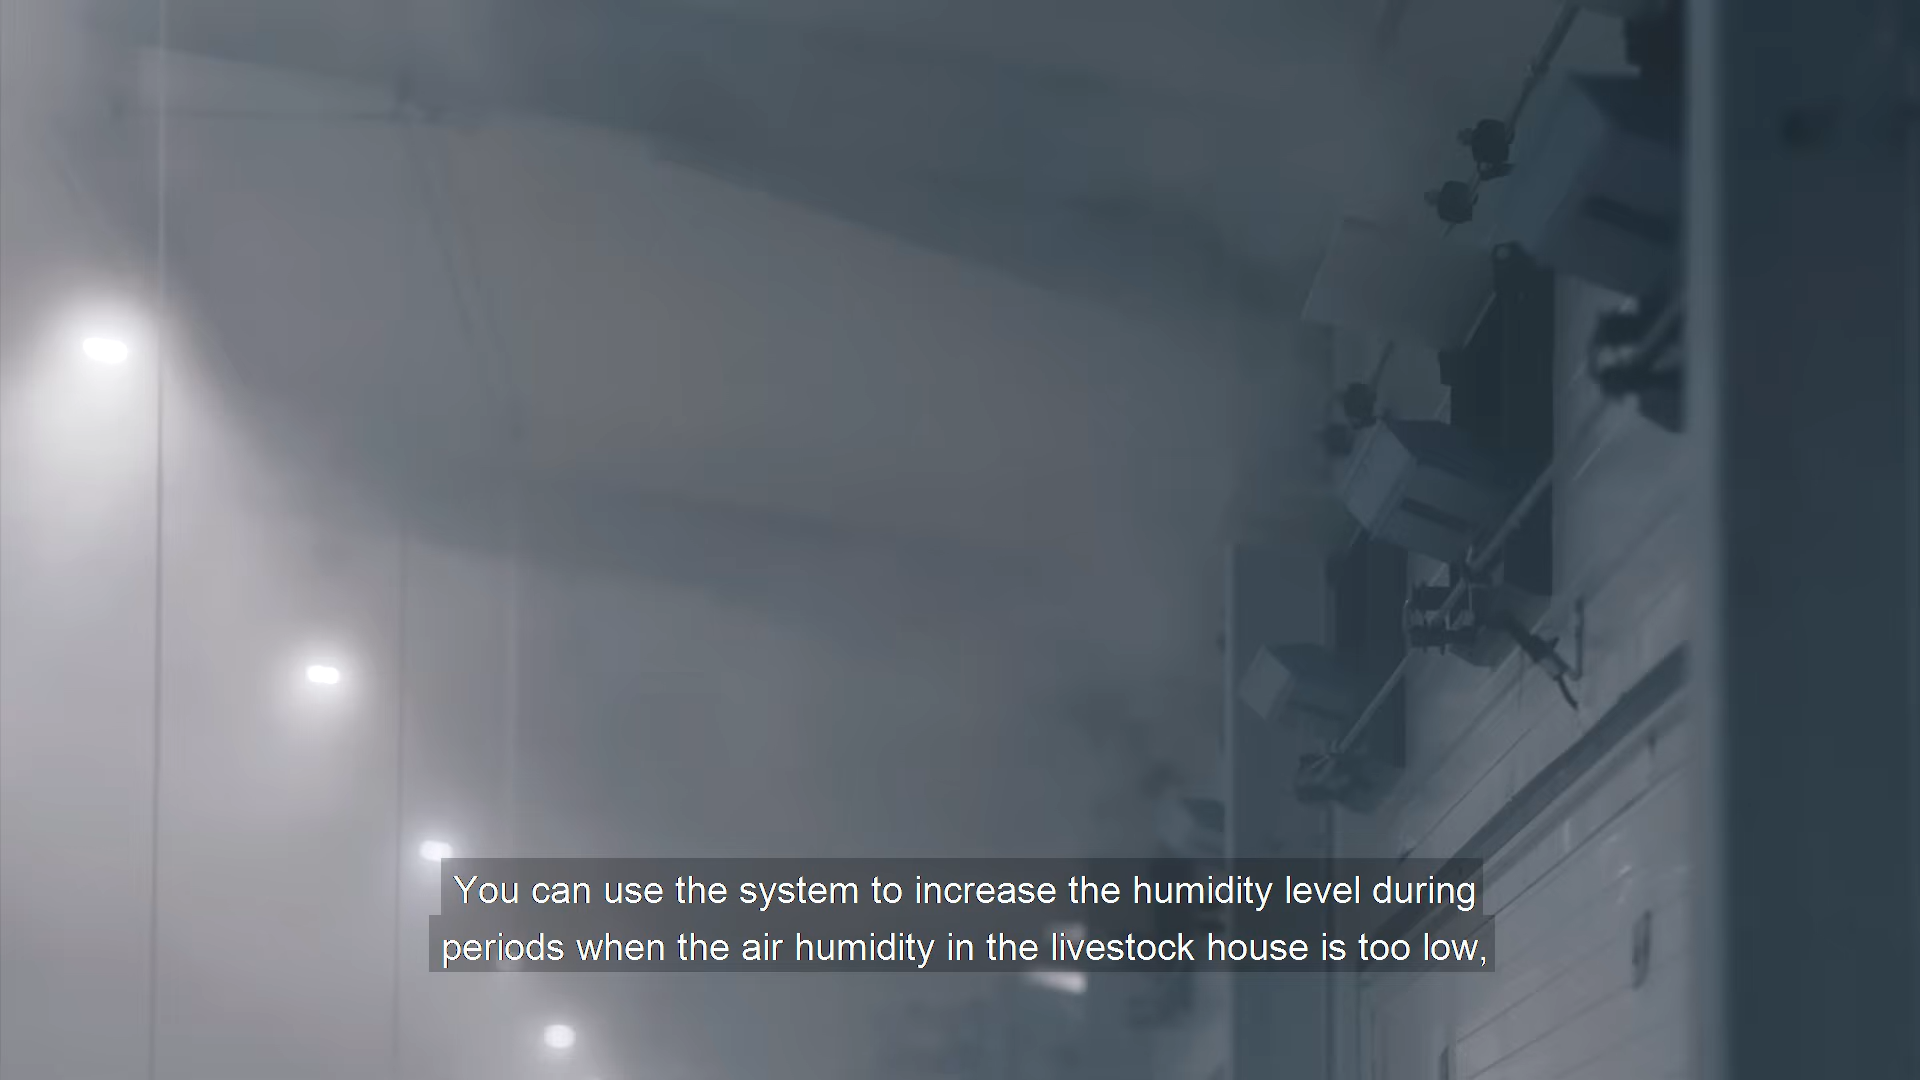 You can use the system to increase the humidity level during
periods when the air humidity in the livestock house is too low,